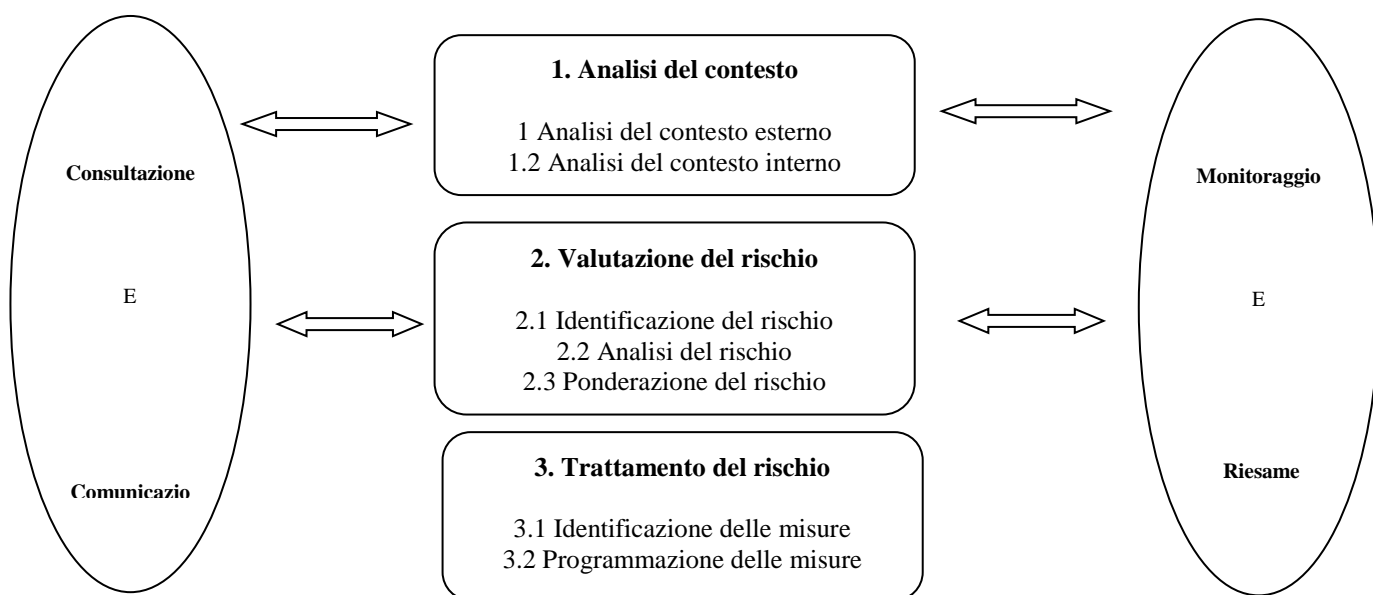 Consultazione
E
Comunicazio
1. Analisi del contesto
1 Analisi del contesto esterno
1.2 Analisi del contesto interno
2. Valutazione del rischio
2.1 Identificazione del rischio
2.2 Analisi del rischio
2.3 Ponderazione del rischio
3. Trattamento del rischio
3.1 Identificazione delle misure
3.2 Programmazione delle misure
Monitoraggio
E
Riesame